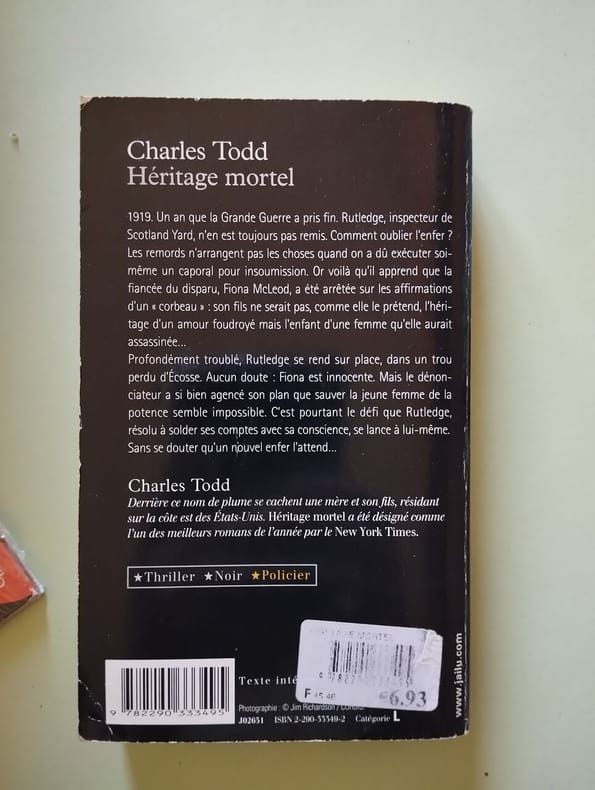 Charles Todd
Héritage mortel
1919. Un an que la Grande Guerre a pris fin. Rutledge, inspecteur de
Scotland Yard, n'en est toujours pas remis. Comment oublier l'enfer ?
Les remords n'arrangent pas les choses quand on a dû exécuter soi-
même un caporal pour insoumission. Or voilà qu'il apprend que la
fiancée du disparu, Fiona McLeod, a été arrêtée sur les affirmations
d'un « corbeau » : son fils ne serait pas, comme elle le prétend, l'héri-
tage d'un amour foudroyé mais l'enfant d'une femme qu'elle aurait
assassinée...
Profondément troublé, Rutledge se rend sur place, dans un trou
perdu d'Écosse. Aucun doute : Fiona est innocente. Mais le dénon-
ciateur a si bien agencé son plan que sauver la jeune femme de la
potence semble impossible. C'est pourtant le défi que Rutledge,
résolu à solder ses comptes avec sa conscience, se lance à lui-même.
Sans se douter qu'un nouvel enfer l'attend...
Charles Todd
Derrière ce nom de plume se cachent une mère et son fils, résidant
sur la côte est des États-Unis. Héritage mortel a été désigné comme
l'un des meilleurs romans de l'année par le New York Times.
★Thriller ★Noir ★Policier
Texte inté
F 45.46
€6.93
9 782290 333495
Photographie : © Jim Richardson /
J02651 ISBN 2-290-33349-2 Catégorie L
www.jailu.com